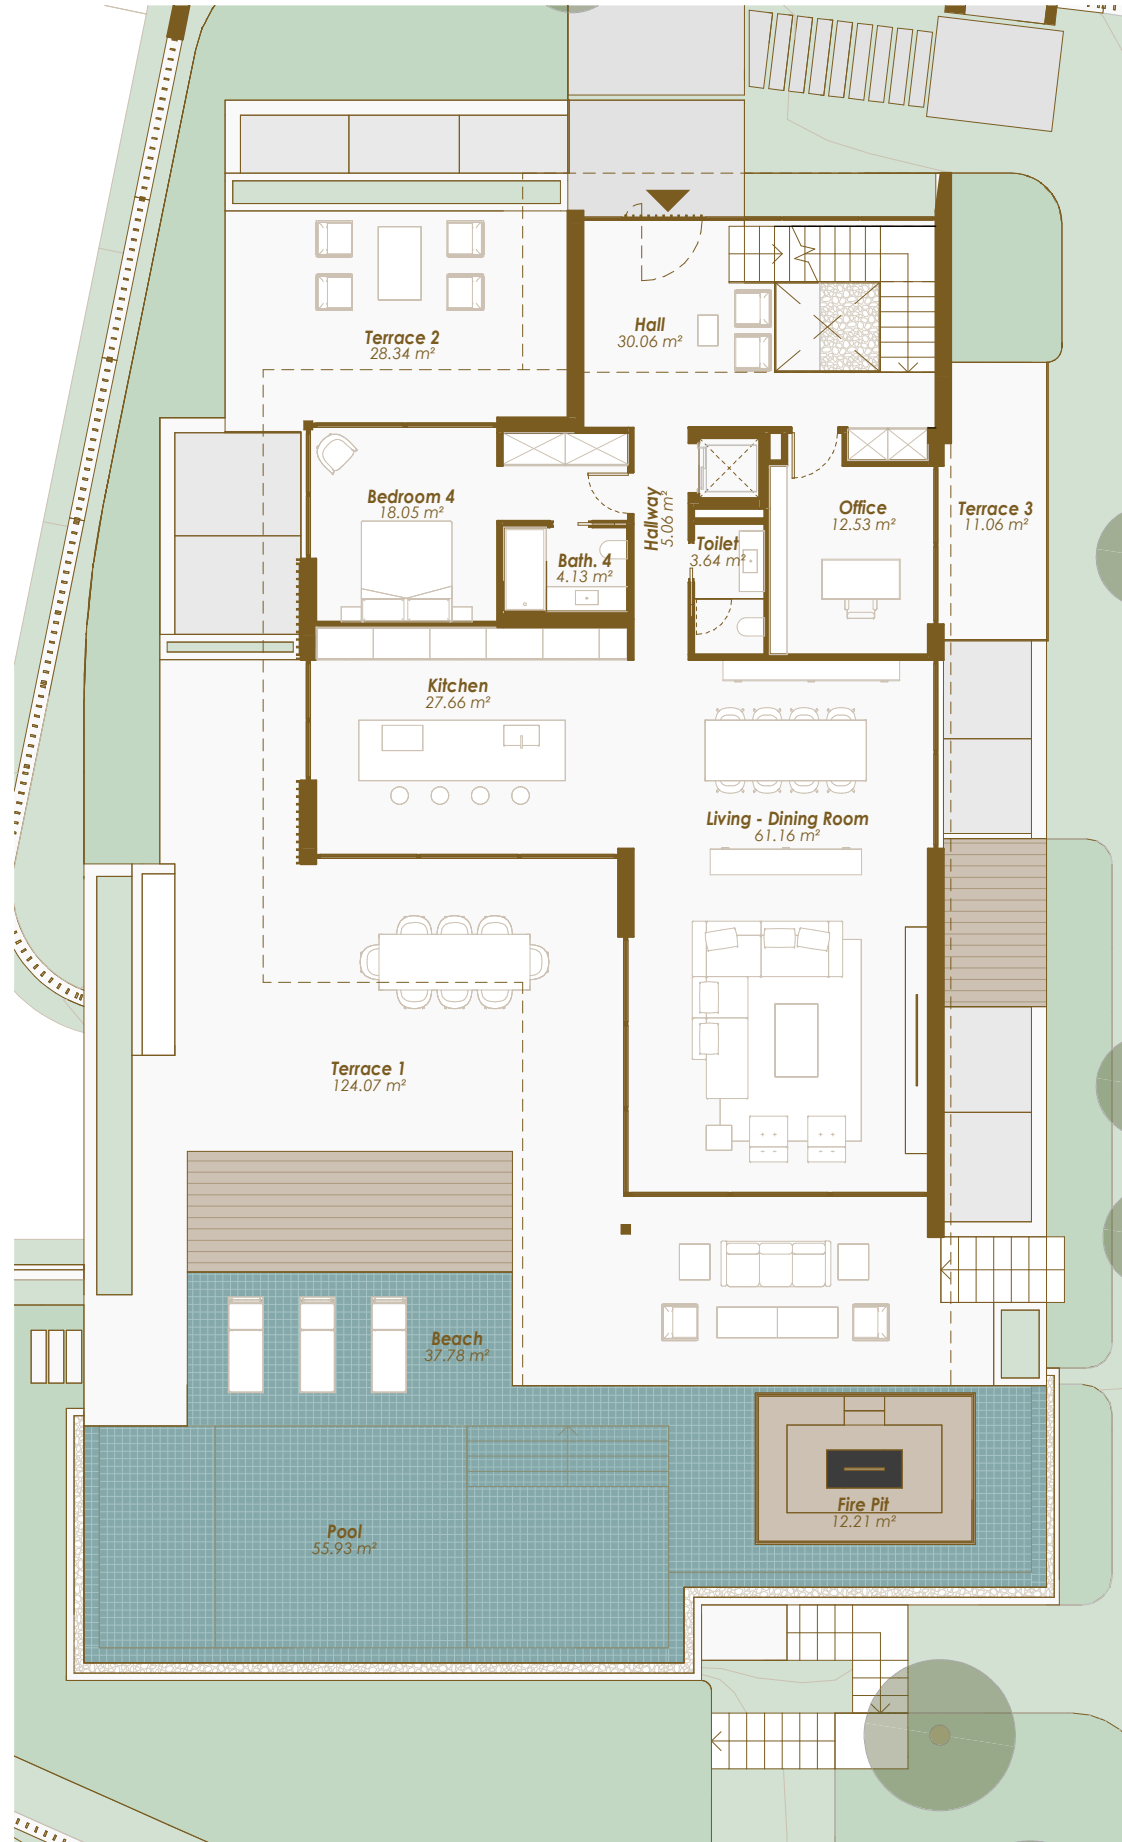 Terrace 2
28.34 m²
Hall
30.06 m²
Bedroom 4
18.05 m²
Hallway
5.06 m²
Office
12.53 m²
Terrace 3
11.06 m²
Toilet
3.64 m²
Bath. 4
4.13 m²
Kitchen
27.66 m²
Living - Dining Room
61.16 m²
Terrace 1
124.07 m²
Beach
37.78 m²
Fire Pit
12.21 m²
Pool
55.93 m²